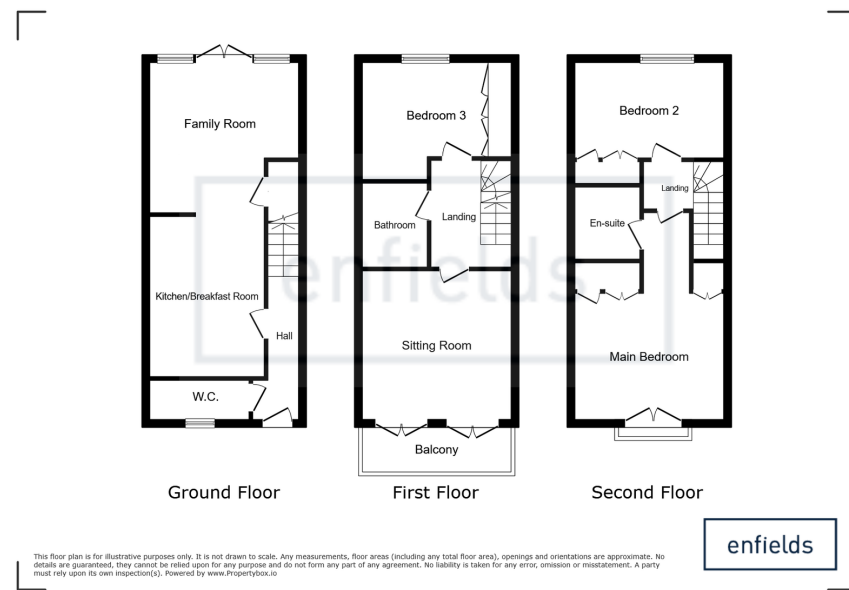 Family Room
Kitchen/Breakfast Room
Hall
W.C.
Ground Floor
Bedroom 3
Bathroom
Landing
Sitting Room
Balcony
First Floor
Bedroom 2
Landing
En-suite
Main Bedroom
Second Floor
enfields
enfields
This floor plan is for illustrative purposes only. It is not drawn to scale. Any measurements, floor areas (including any total floor area), openings and orientations are approximate. No
details are guaranteed, they cannot be relied upon for any purpose and do not form any part of any agreement. No liability is taken for any error, omission or misstatement. A party
must rely upon its own inspection(s). Powered by www.Propertybox.io